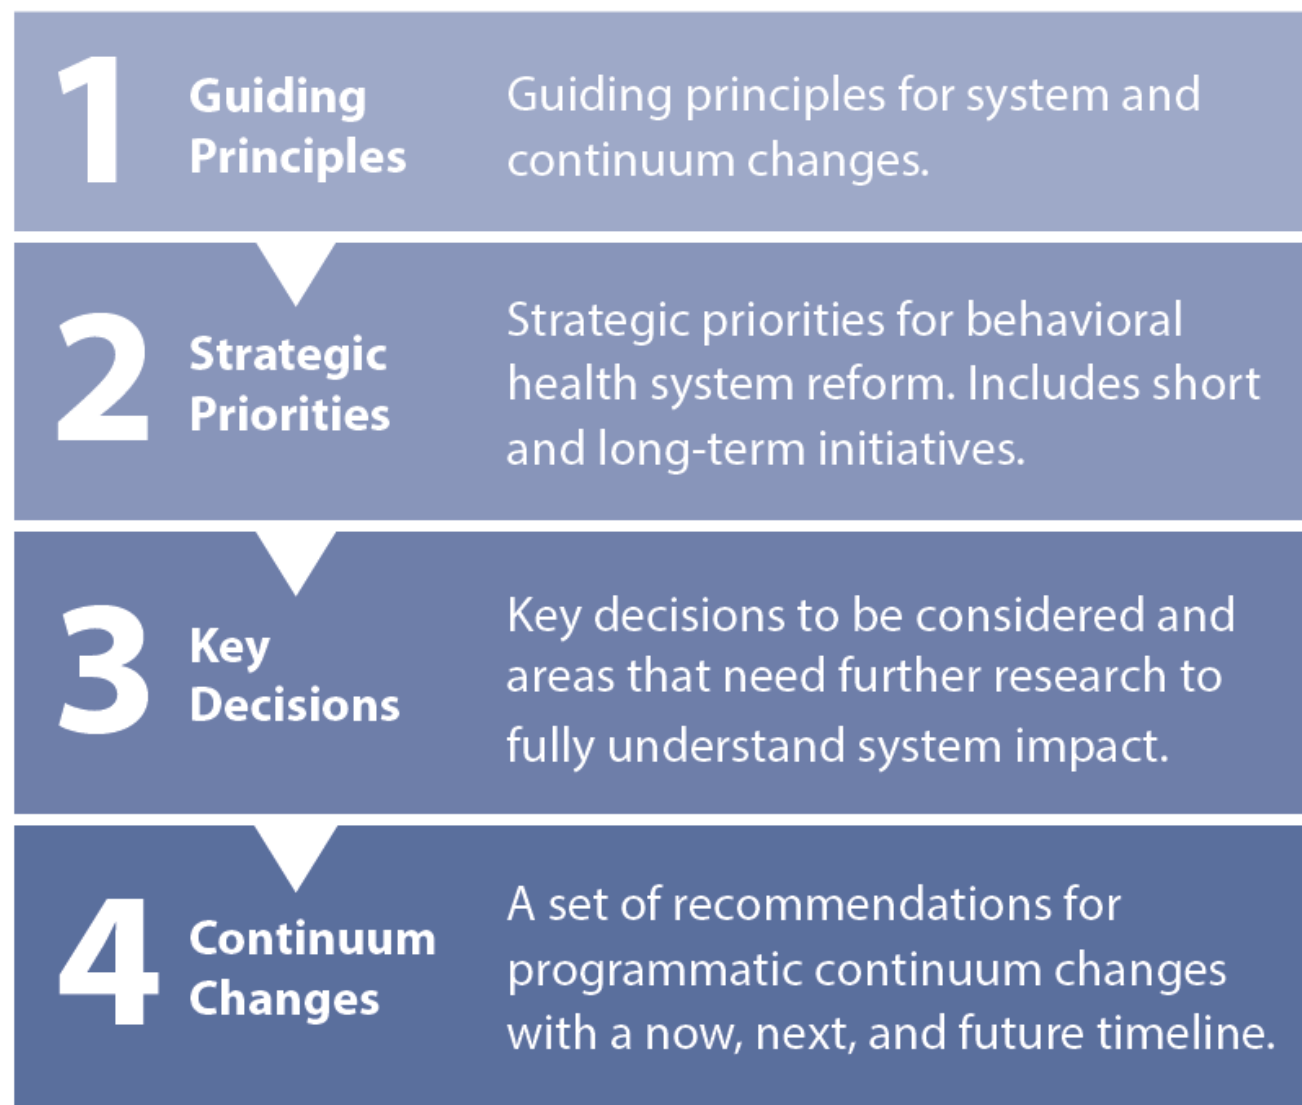 1
Guiding
Principles
Guiding principles for system and
continuum changes.
2
Strategic
Priorities
Strategic priorities for behavioral
health system reform. Includes short
and long-term initiatives.
3
Key
Decisions
Key decisions to be considered and
areas that need further research to
fully understand system impact.
4
Continuum
Changes
A set of recommendations for
programmatic continuum changes
with a now, next, and future timeline.